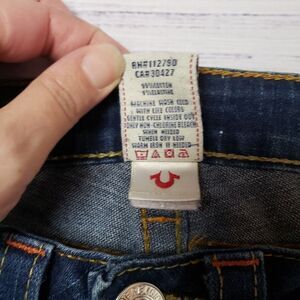 RN#112790
CA#30427
MACHINE WASH COLD
WITH LIKE COLORS
GENTLE CYCLE INSIDE OUT
ONLY NON-CHLORINE BLEACH
WHEN NEEDED
TUMBLE DRY LOW
WARM IRON IF NEEDED